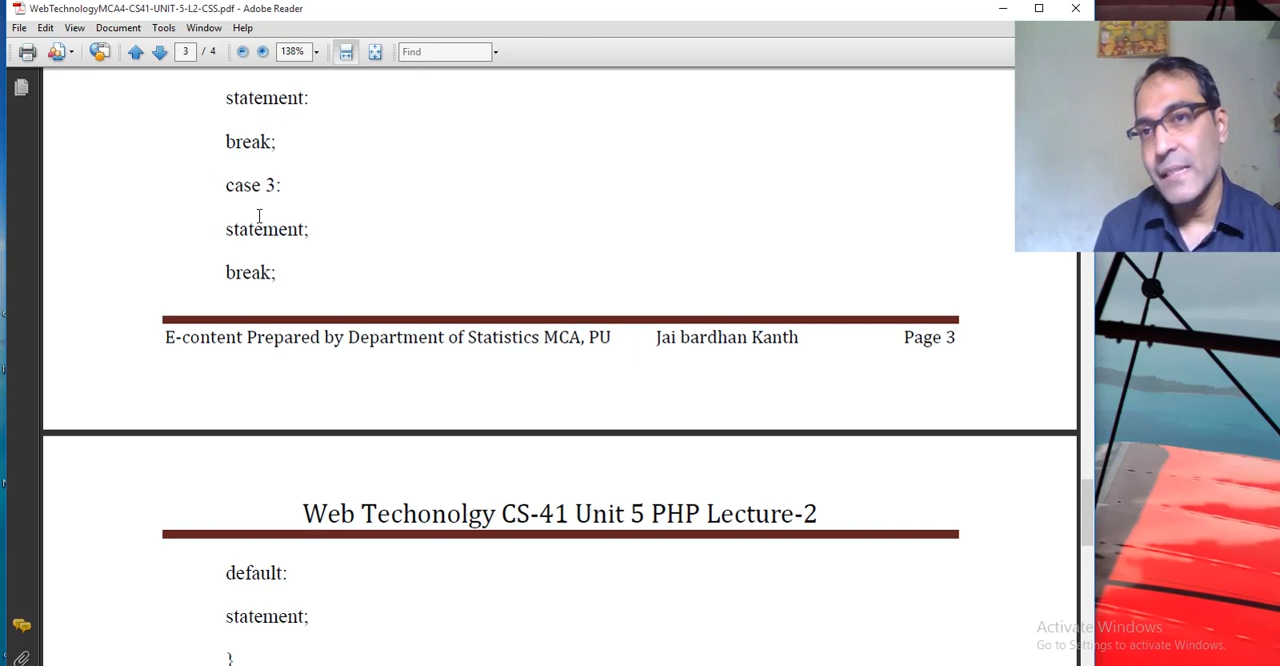 WebTechnologyMCA4-CS41-UNIT-5-L2-CSS.pdf - Adobe Reader
File Edit View Document Tools Window Help
3 / 4 138% Find
statement:
break;
case 3:
statement;
break;
E-content Prepared by Department of Statistics MCA, PU Jai bardhan Kanth Page 3
Web Techonolgy CS-41 Unit 5 PHP Lecture-2
default:
statement;
}
Activate Windows
Go to Settings to activate Windows.